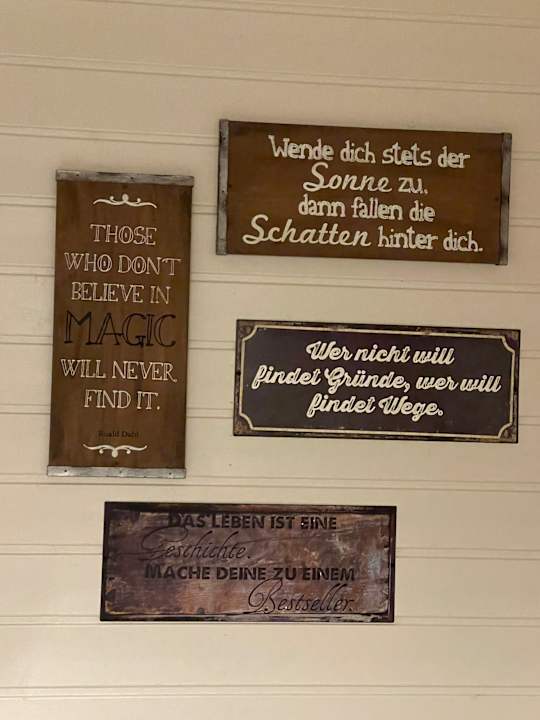 Wende dich stets der
Sonne zu,
dann fallen die
Schatten hinter dich.
THOSE
WHO DON'T
BELIEVE IN
MAGIC
WILL NEVER
FIND IT.
Roald Dahl
Wer nicht will
findet Gründe, wer will
findet Wege.
DAS LEBEN IST EINE
Geschichte.
MACHE DEINE ZU EINEM
Bestseller.